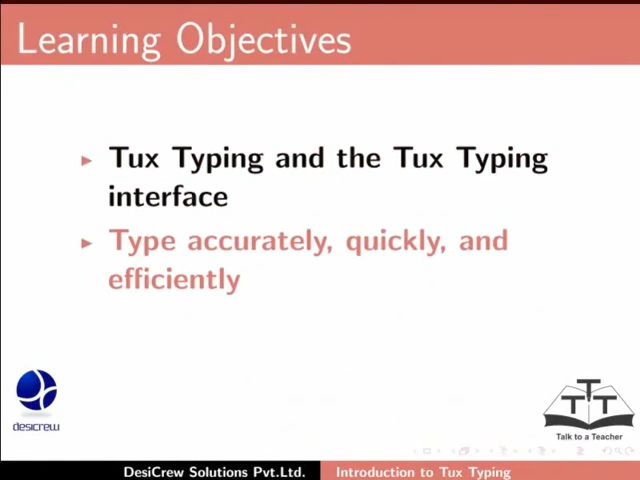 Learning Objectives
Tux Typing and the Tux Typing
interface
Type accurately, quickly, and
efficiently
desicrew
T T T
Talk to a Teacher
DesiCrew Solutions Pvt.Ltd. Introduction to Tux Typing